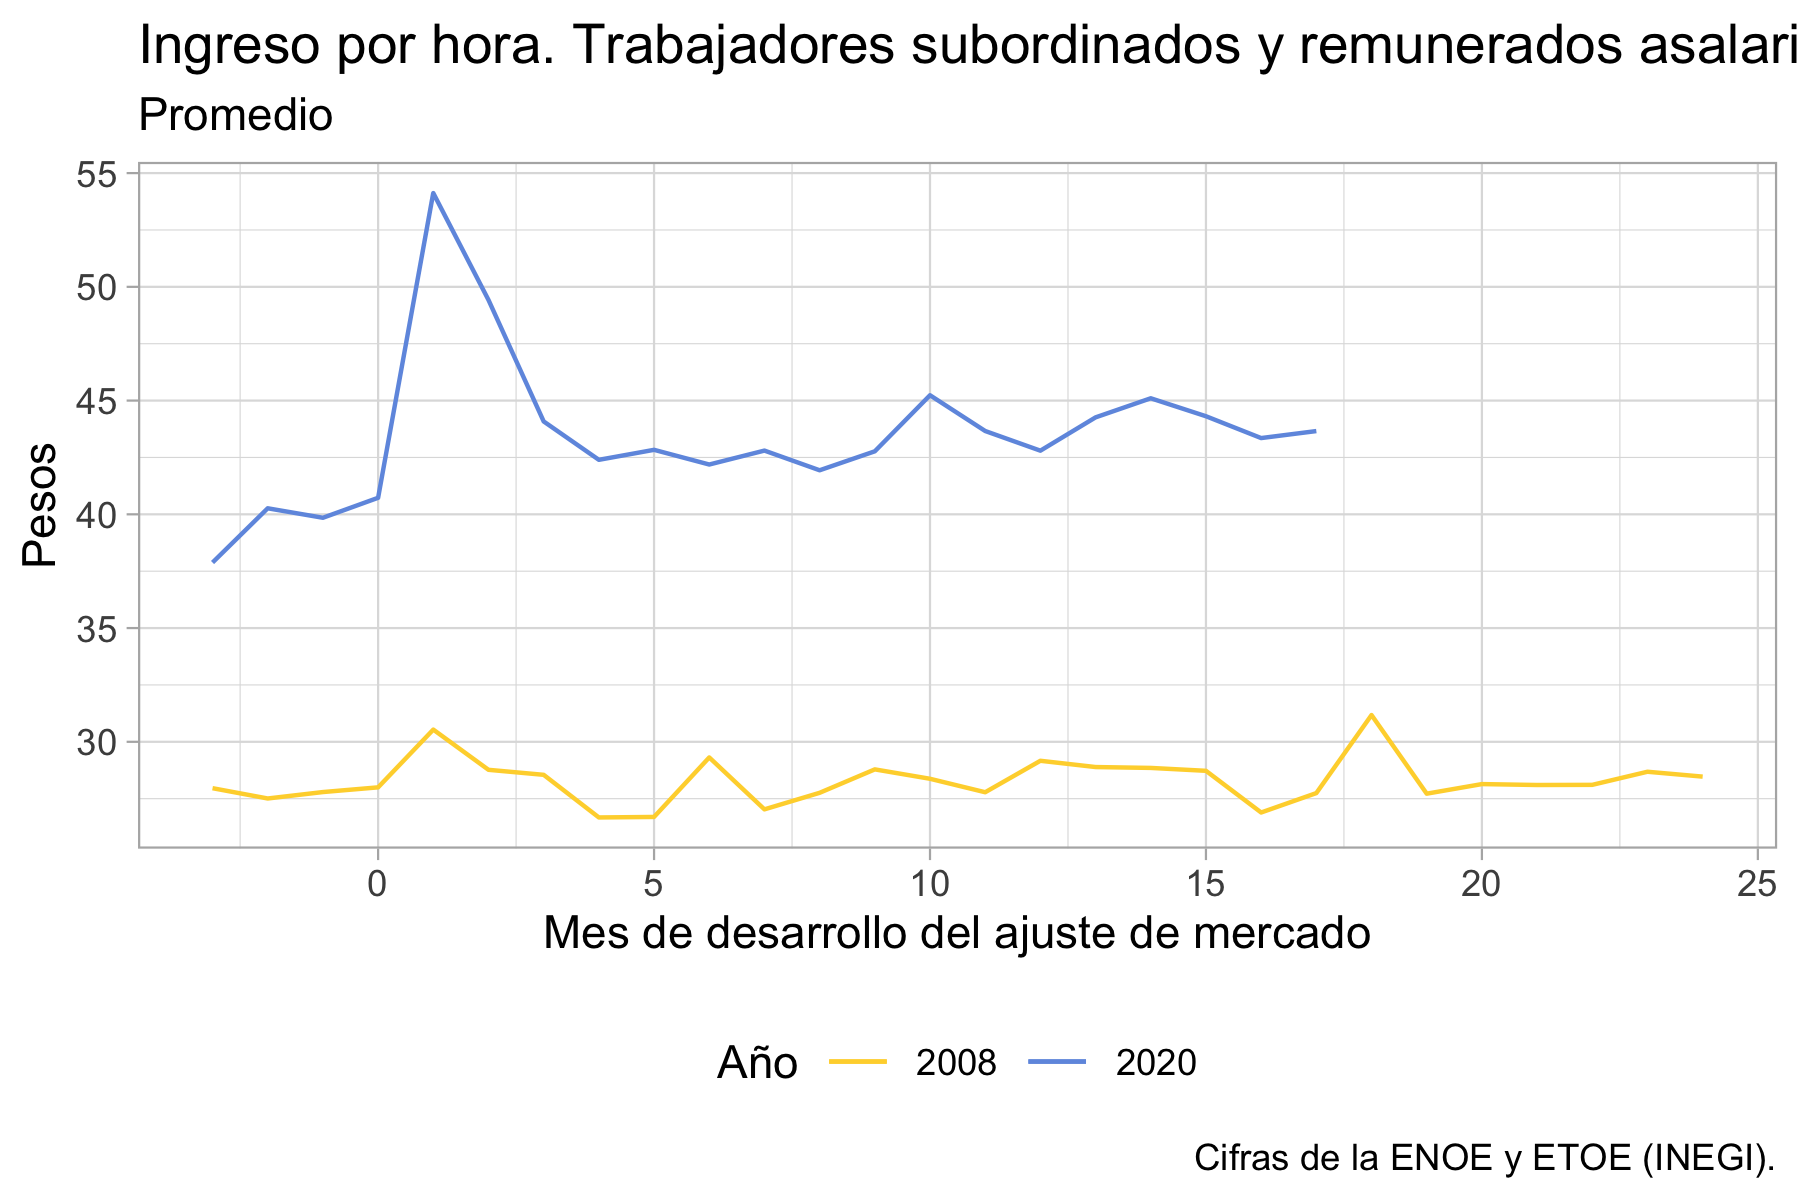 Ingreso por hora. Trabajadores subordinados y remunerados asalari
Promedio
55
50
45
40
35
30
Pesos
0 5 10 15 20 25
Mes de desarrollo del ajuste de mercado
Año 2008 2020
Cifras de la ENOE y ETOE (INEGI).